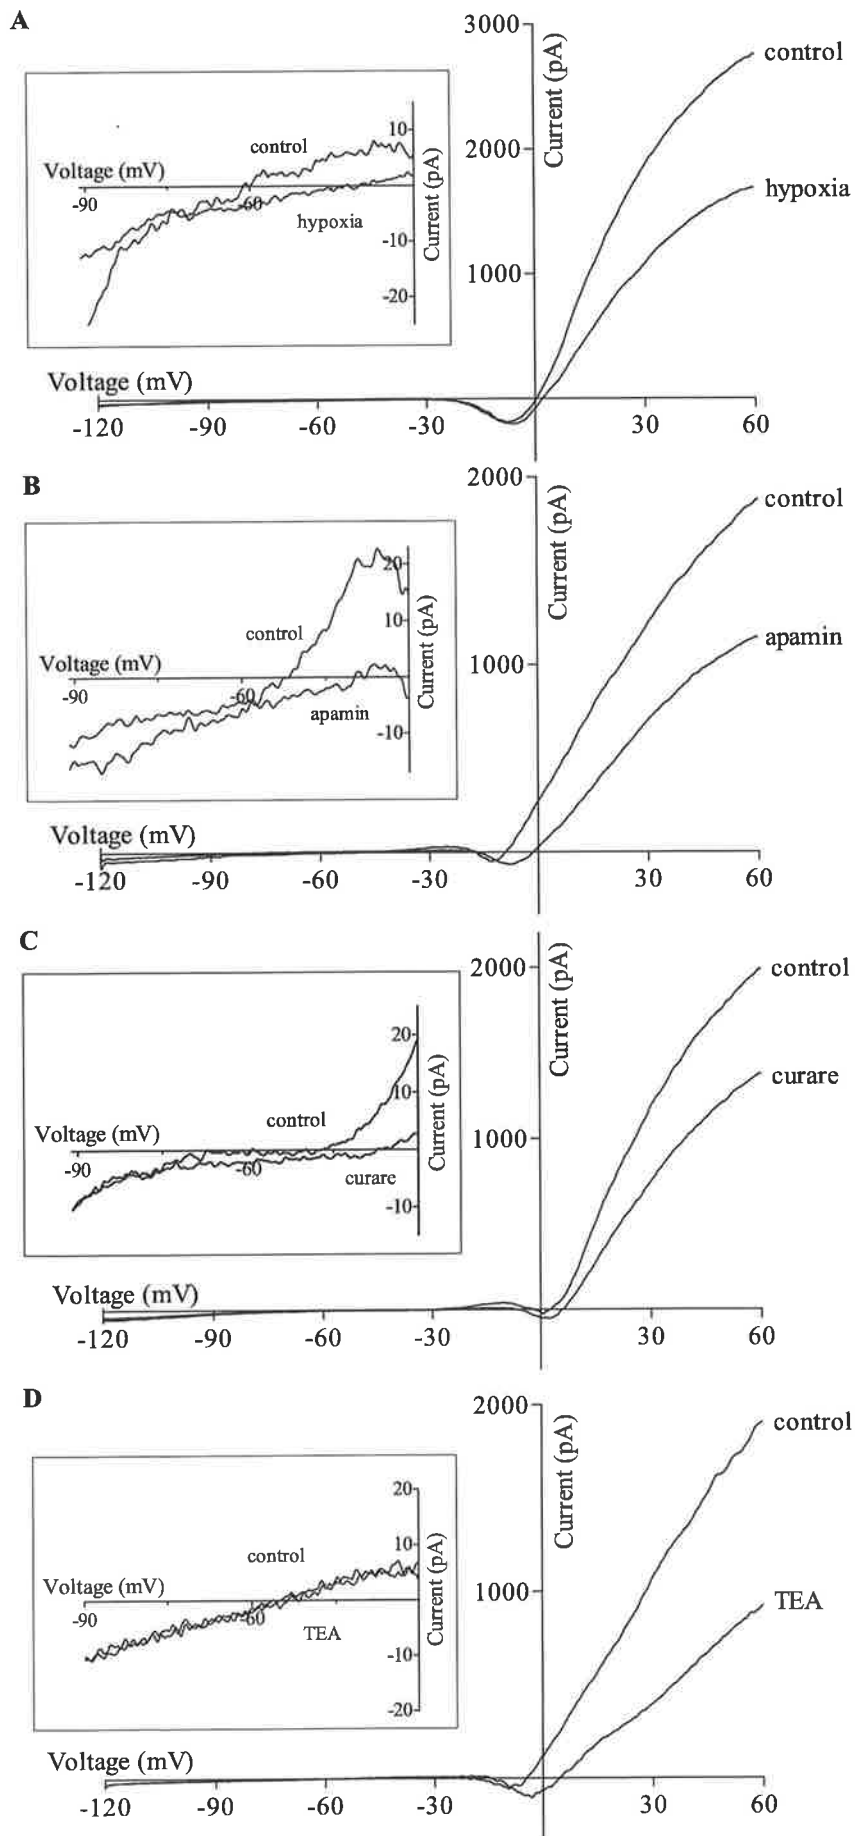 A
3000
control
Current (pA)
10
control
Voltage (mV)
2000
hypoxia
-90
-60
hypoxia
Current (pA)
-10
1000
-20
Voltage (mV)
-120
-90
-60
-30
30
60
B
2000
control
Current (pA)
20
10
control
apamin
Voltage (mV)
1000
-90
-60
apamin
Current (pA)
-10
Voltage (mV)
-120
-90
-60
-30
30
60
C
2000
control
Current (pA)
20
curare
10
control
Voltage (mV)
1000
-90
-60
curare
Current (pA)
-10
Voltage (mV)
-120
-90
-60
-30
30
60
D
2000
control
Current (pA)
20
10
control
Voltage (mV)
1000
TEA
-90
-60
TEA
Current (pA)
-10
-20
Voltage (mV)
-120
-90
-60
-30
30
60